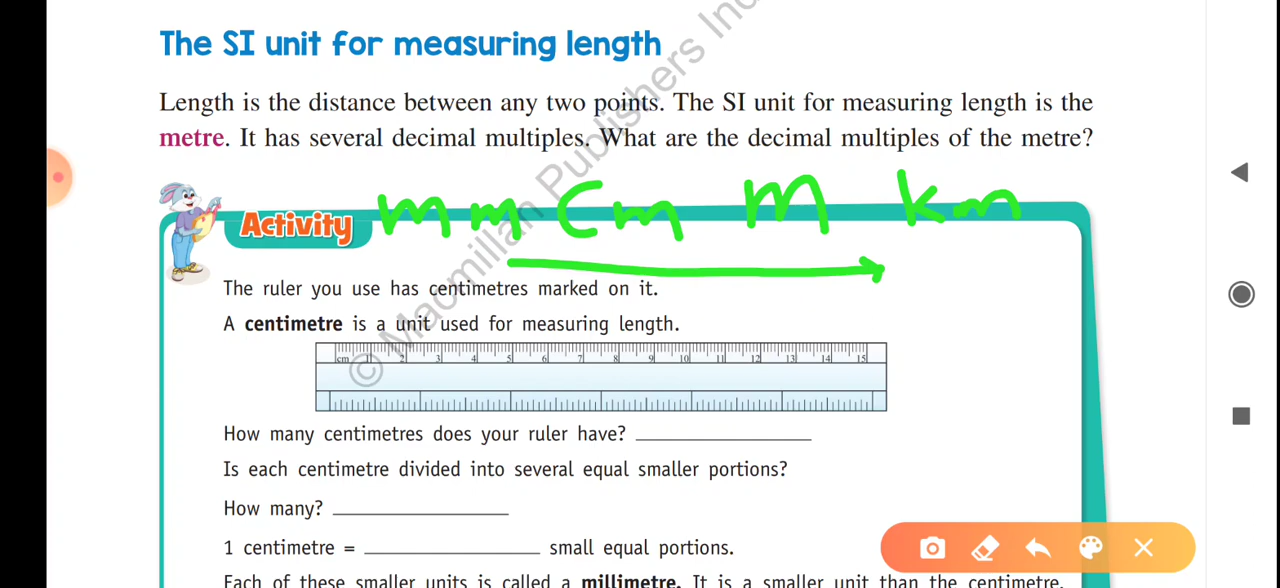 The SI unit for measuring length
Length is the distance between any two points. The SI unit for measuring length is the
metre. It has several decimal multiples. What are the decimal multiples of the metre?
mm cm m km
Activity
The ruler you use has centimetres marked on it.
A centimetre is a unit used for measuring length.
cm 1 2 3 4 5 6 7 8 9 10 11 12 13 14 15
How many centimetres does your ruler have?
Is each centimetre divided into several equal smaller portions?
How many?
1 centimetre = small equal portions.
Each of these smaller units is called a millimetre. It is a smaller unit than the centimetre.
© Macmillan Publishers